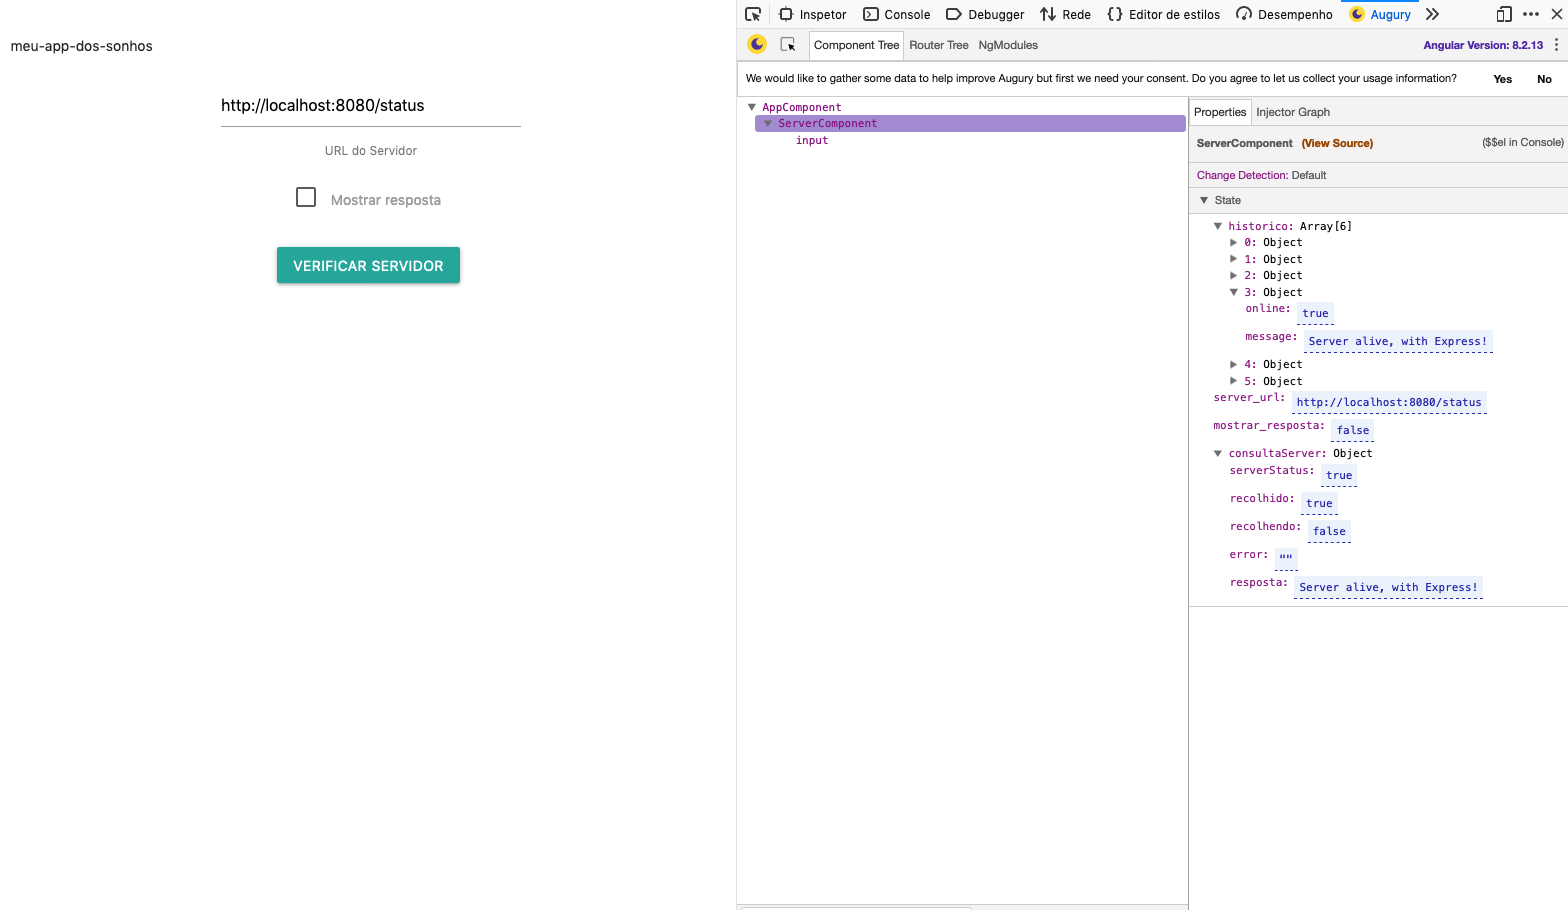 meu-app-dos-sonhos
http://localhost:8080/status
URL do Servidor
Mostrar resposta
VERIFICAR SERVIDOR
Inspetor Console Debugger Rede Editor de estilos Desempenho Augury
Component Tree Router Tree NgModules Angular Version: 8.2.13
We would like to gather some data to help improve Augury but first we need your consent. Do you agree to let us collect your usage information? Yes No
AppComponent
ServerComponent
input
Properties Injector Graph
ServerComponent (View Source) ($$el in Console)
Change Detection: Default
State
historico: Array[6]
0: Object
1: Object
2: Object
3: Object
online: true
message: Server alive, with Express!
4: Object
5: Object
server_url: http://localhost:8080/status
mostrar_resposta: false
consultaServer: Object
serverStatus: true
recolhido: true
recolhendo: false
error: ""
resposta: Server alive, with Express!